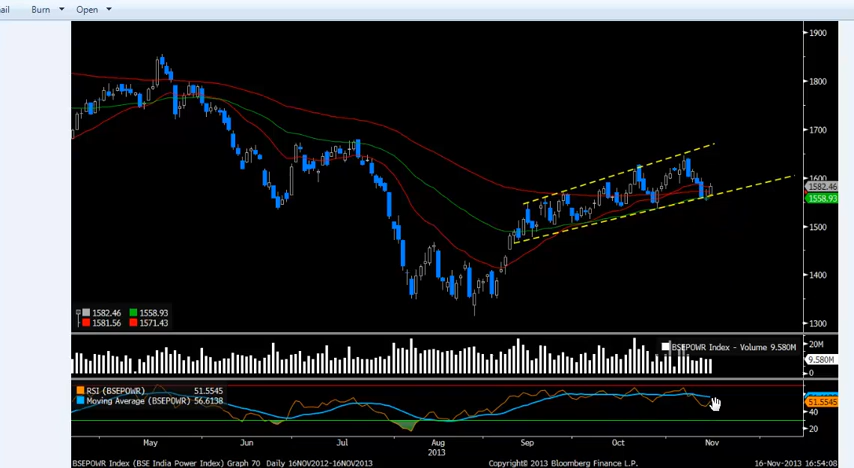 ail Burn Open
1900
1800
1700
1600
1582.46
1558.93
1500
1400
1300
1582.46 1558.93
1581.56 1571.43
BSEPOWR Index - Volume 9.580M
20M
9.580M
0
RSI (BSEPOWR) 51.5545
Moving Average (BSEPOWR) 56.6138
51.5545
40
20
May Jun Jul Aug Sep Oct Nov
2013
BSEPOWR Index (BSE India Power Index) Graph 70 Daily 16NOV2012-16NOV2013 Copyright© 2013 Bloomberg Finance L.P. 16-Nov-2013 16:54:08